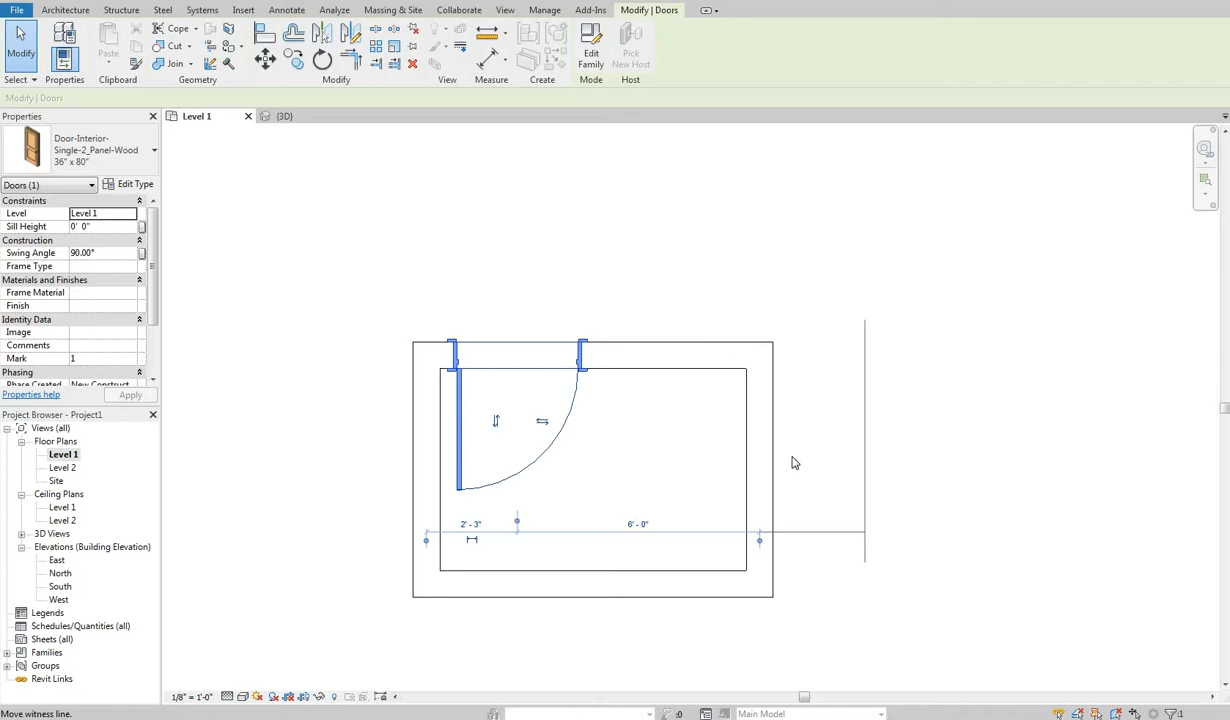 File Architecture Structure Steel Systems Insert Annotate Analyze Massing & Site Collaborate View Manage Add-Ins Modify | Doors
Modify
Paste
Cope
Cut
Join
Edit Family
Pick New Host
Select Properties Clipboard Geometry Modify View Measure Create Mode Host
Modify | Doors
Properties
Level 1
{3D}
Door-Interior-
Single-2_Panel-Wood
36" x 80"
Doors (1) Edit Type
Constraints
Level Level 1
Sill Height 0' 0"
Construction
Swing Angle 90.00°
Frame Type
Materials and Finishes
Frame Material
Finish
Identity Data
Image
Comments
Mark 1
Phasing
Phase Created New Construct
Properties help Apply
Project Browser - Project1
Views (all)
Floor Plans
Level 1
Level 2
Site
Ceiling Plans
Level 1
Level 2
3D Views
Elevations (Building Elevation)
East
North
South
West
Legends
Schedules/Quantities (all)
Sheets (all)
Families
Groups
Revit Links
2D
2' - 3" 6' - 0"
1/8" = 1'-0"
Move witness line.
:0
Main Model
:1